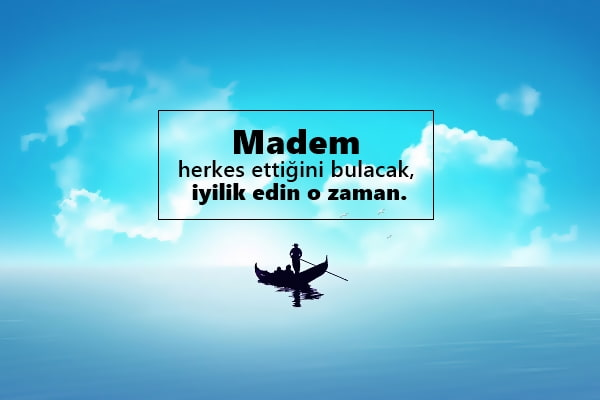 Madem
herkes ettiğini bulacak,
iyilik edin o zaman.